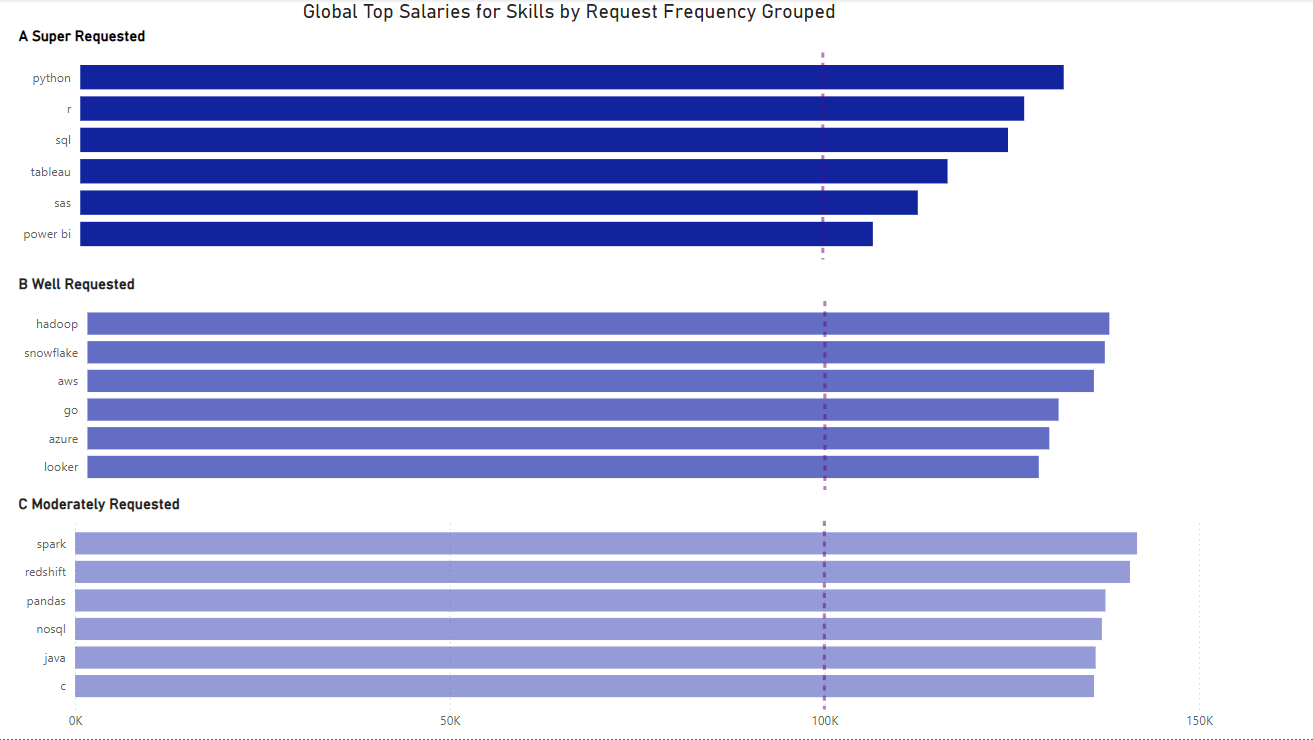 Global Top Salaries for Skills by Request Frequency Grouped
A Super Requested
python
r
sql
tableau
sas
power bi
B Well Requested
hadoop
snowflake
aws
go
azure
looker
C Moderately Requested
spark
redshift
pandas
nosql
java
c
0K 50K 100K 150K